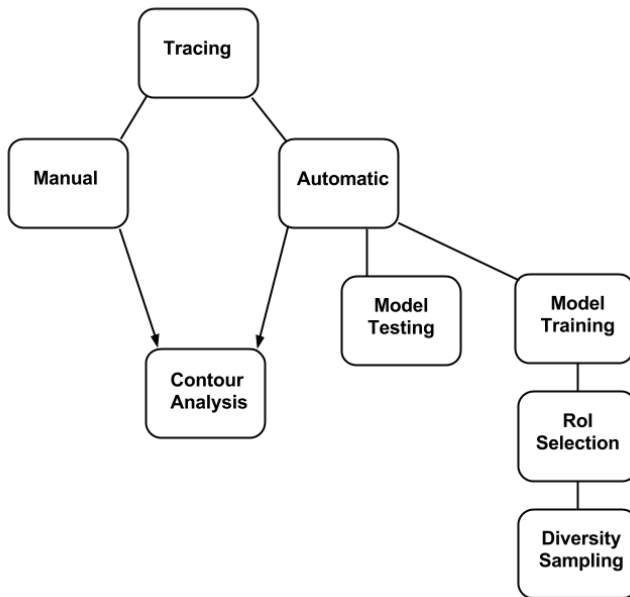 Tracing
Manual
Automatic
Model
Testing
Model
Training
Contour
Analysis
RoI
Selection
Diversity
Sampling